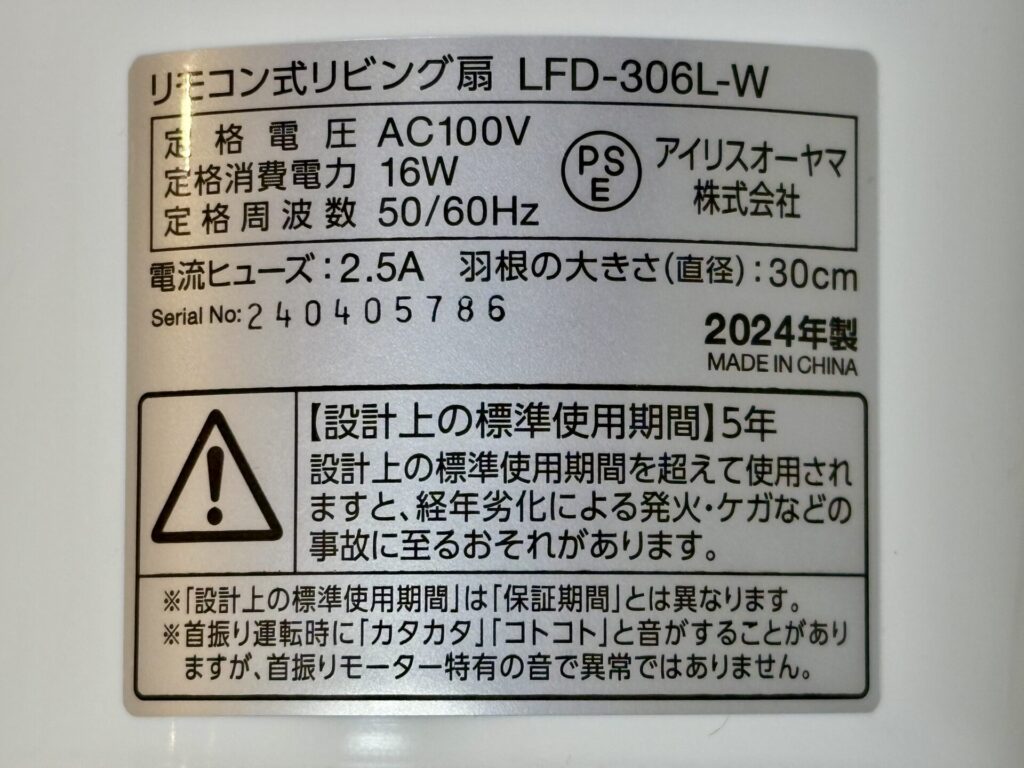 リモコン式リビング扇 LFD-306L-W
定格電圧 AC100V
定格消費電力 16W
定格周波数 50/60Hz
PSE
アイリスオーヤマ
株式会社
電流ヒューズ:2.5A 羽根の大きさ(直径):30cm
Serial No: 240405786
2024年製
MADE IN CHINA
【設計上の標準使用期間】5年
設計上の標準使用期間を超えて使用され
ますと、経年劣化による発火・ケガなどの
事故に至るおそれがあります。
※「設計上の標準使用期間」は「保証期間」とは異なります。
※首振り運転時に「カタカタ」「コトコト」と音がすることがあり
ますが、首振りモーター特有の音で異常ではありません。